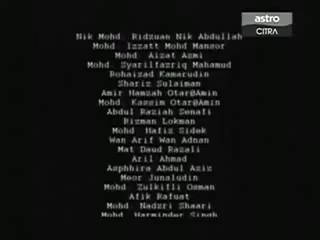 astro
CITRA
Nik Mohd Ridzuan Nik Abdullah
Mohd Izzatt Mohd Mansor
Mohd Aizat Azmi
Mohd Syarilfazriq Mahamud
Rohaizad Kamarudin
Shariz Sulaiman
Amir Hamzah Otar@Amin
Mohd Kassim Otar@Amin
Abdul Raziah Senafi
Rizman Lokman
Mohd Hafiz Sidek
Wan Arif Wan Adnan
Mat Daud Razali
Aril Ahmad
Asphhira Abdul Aziz
Meor Junaludin
Mohd Zulkifli Osman
Afik Rafuat
Mohd Nadzri Shaari
Mohd Harminder Singh